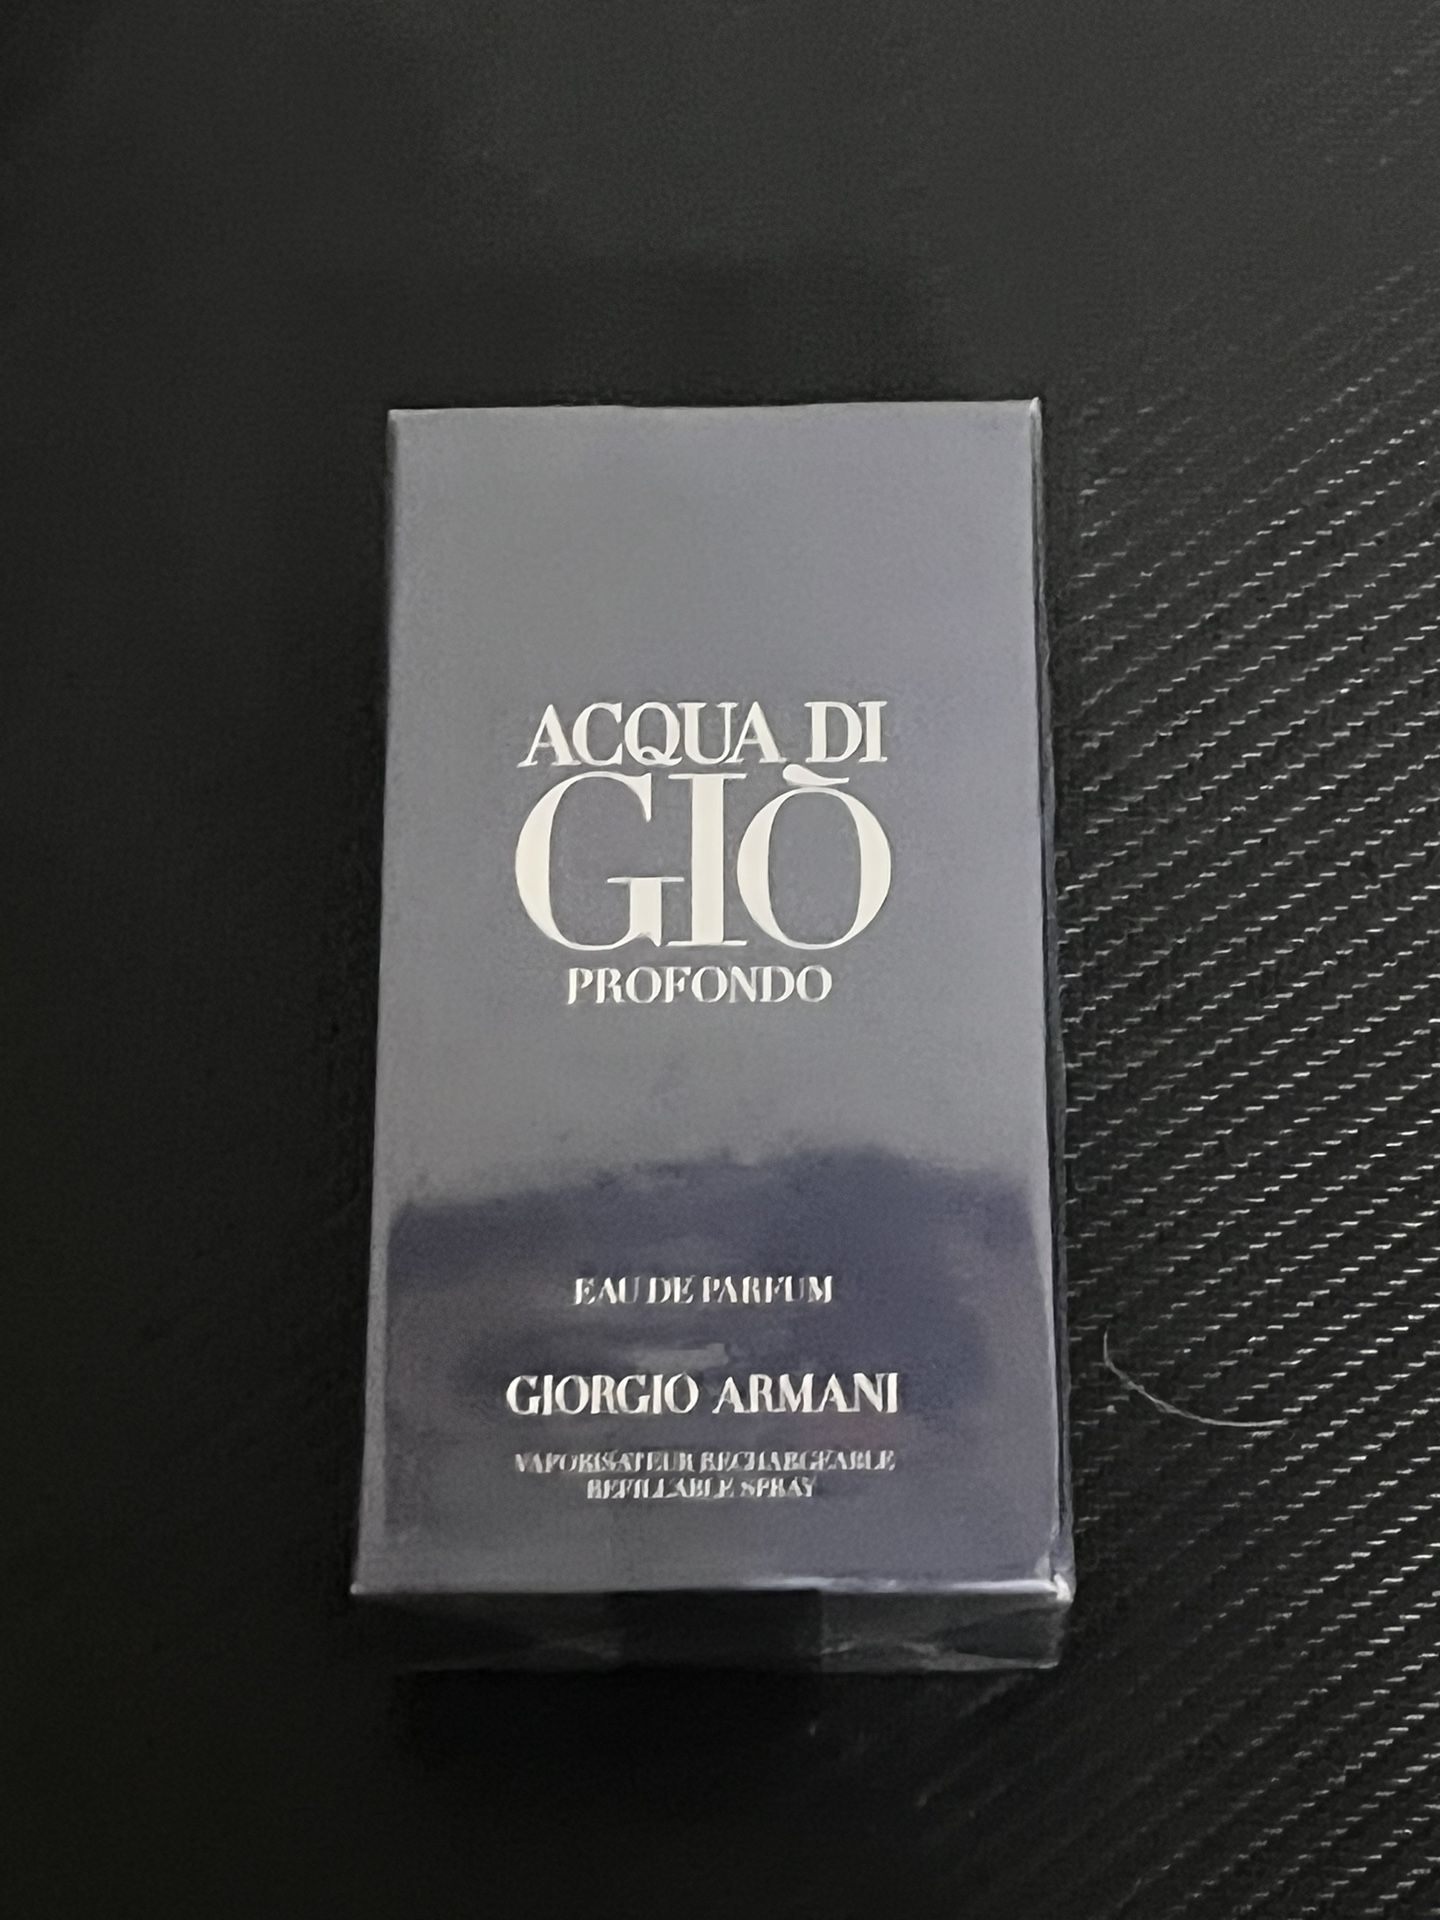 ACQUA DI
GIÒ
PROFONDO
EAU DE PARFUM
GIORGIO ARMANI
VAPORISATEUR RECHARGEABLE
REFILLABLE SPRAY